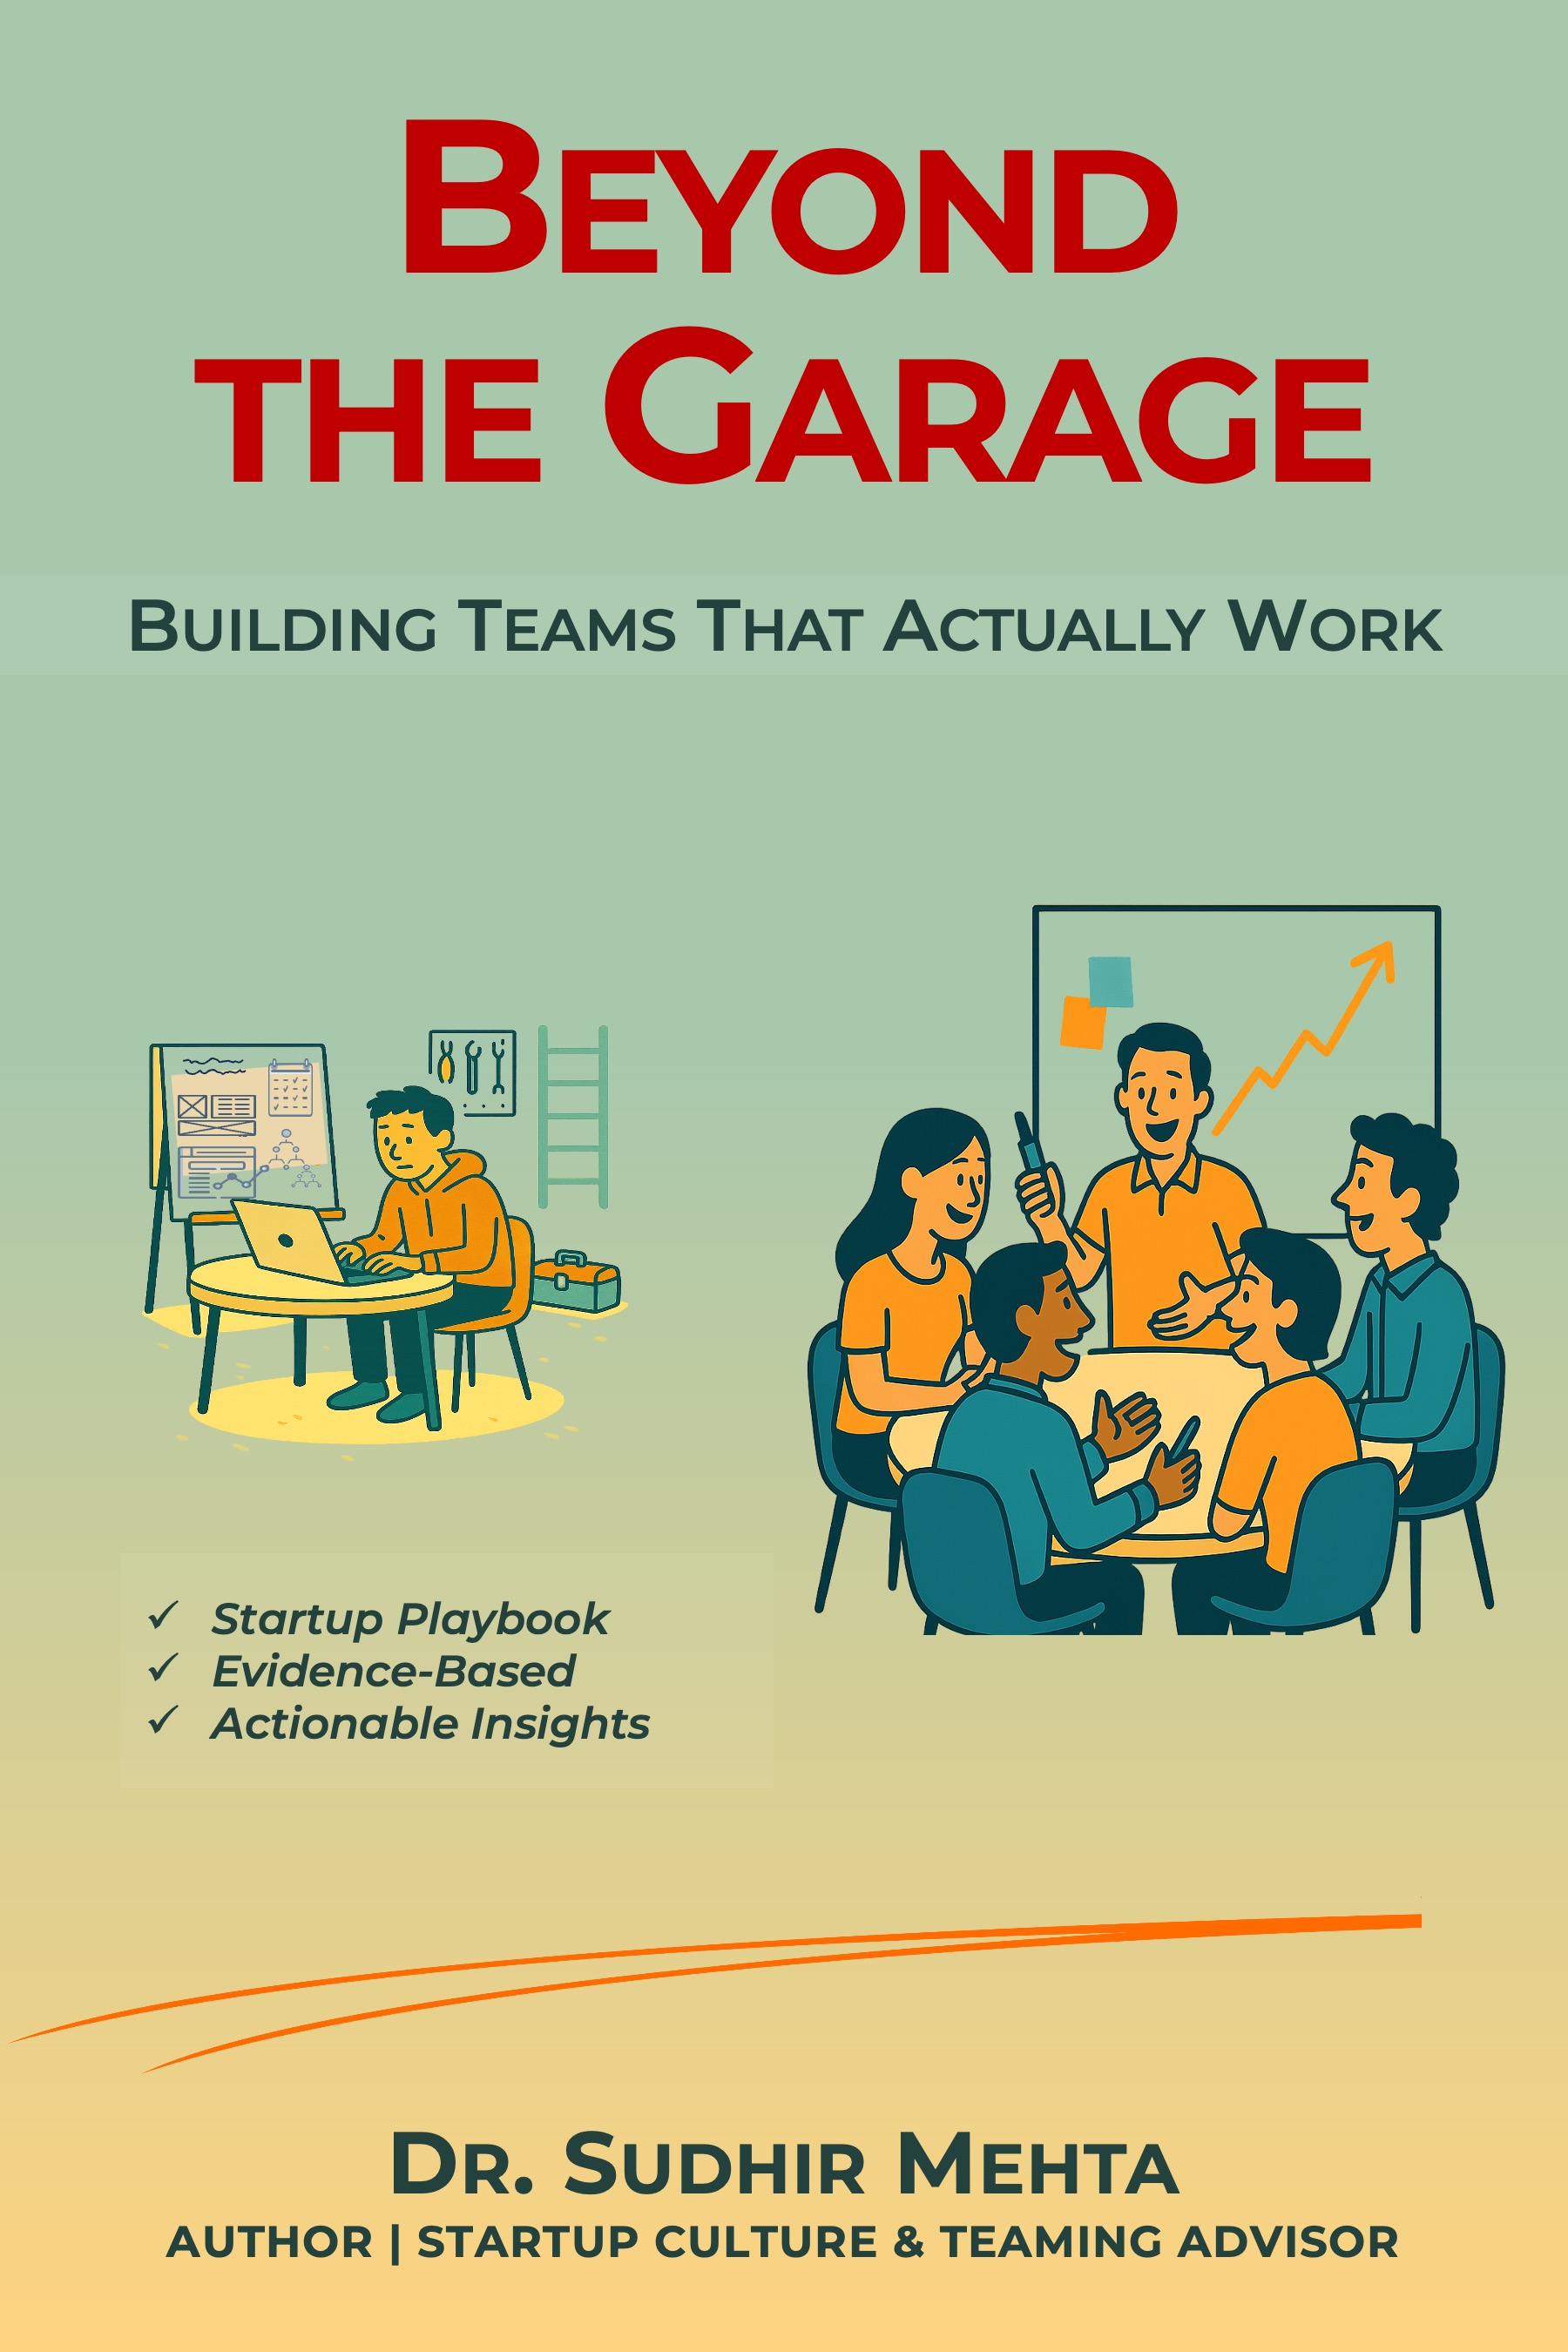 BEYOND
THE GARAGE
BUILDING TEAMS THAT ACTUALLY WORK
✓ Startup Playbook
✓ Evidence-Based
✓ Actionable Insights
DR. SUDHIR MEHTA
AUTHOR | STARTUP CULTURE & TEAMING ADVISOR